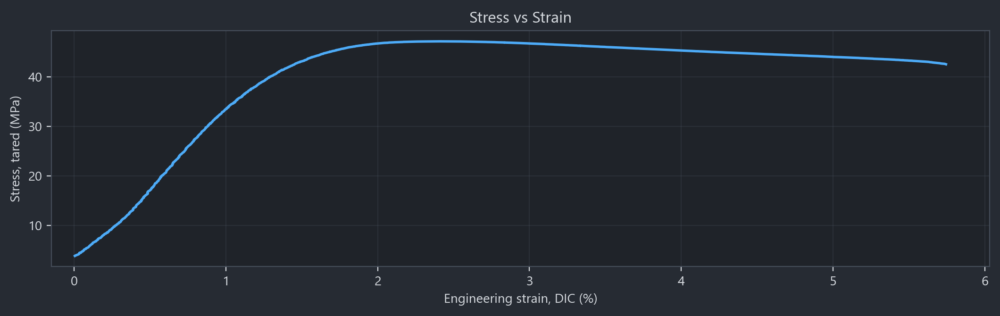 Stress vs Strain
Stress, tared (MPa)
40
30
20
10
0 1 2 3 4 5 6
Engineering strain, DIC (%)